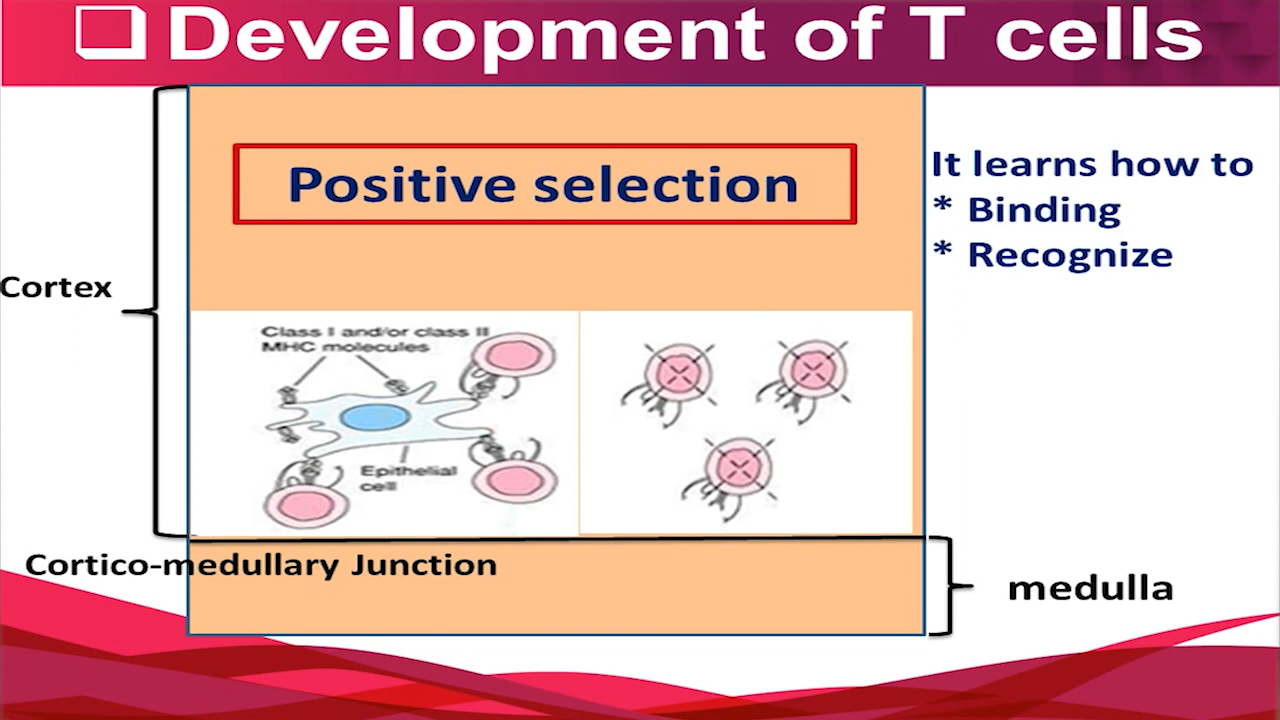 Development of T cells
Positive selection
It learns how to
* Binding
* Recognize
Cortex
Class I and/or class II
MHC molecules
Epithelial
cell
Cortico-medullary Junction
medulla